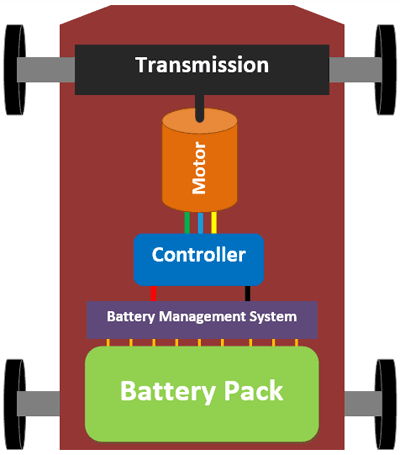 Transmission
Motor
Controller
Battery Management System
Battery Pack